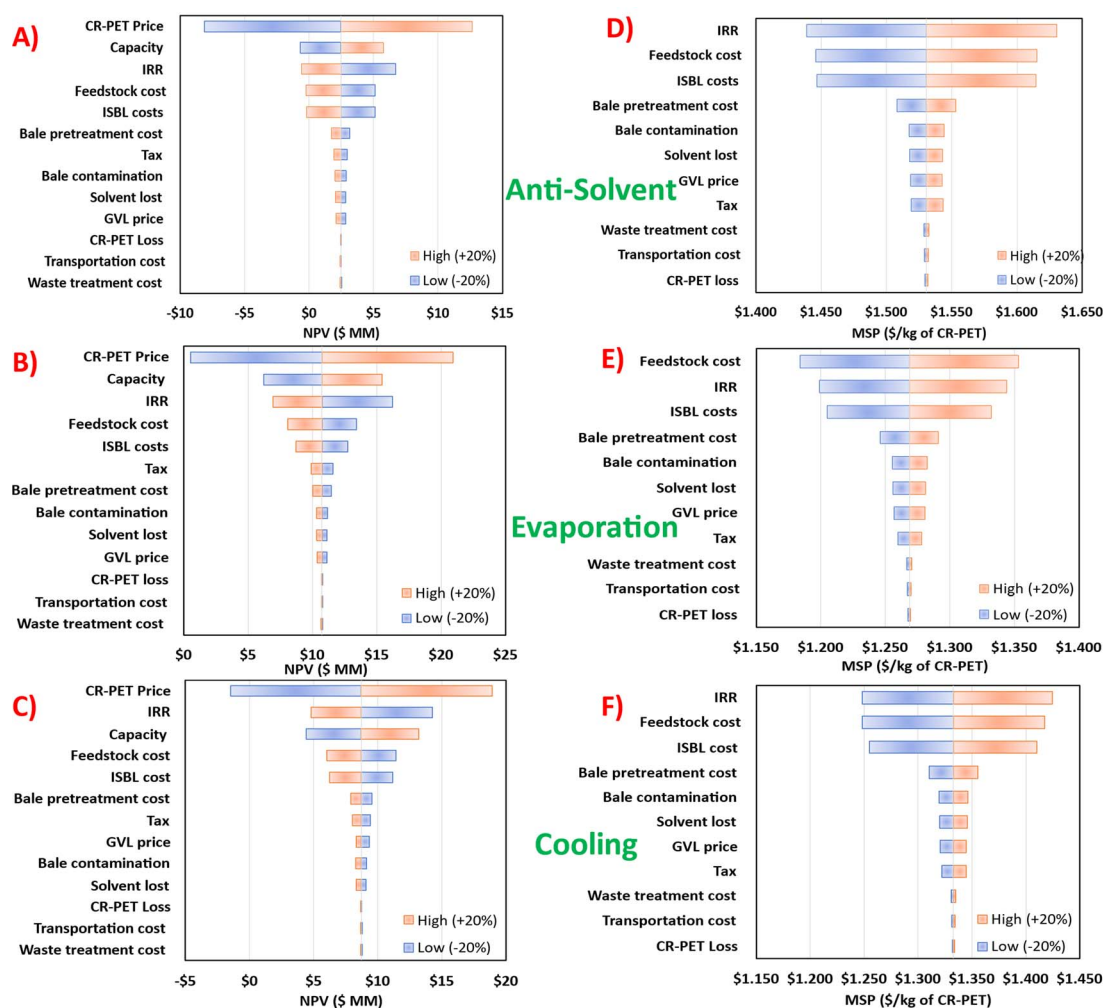 A)
CR-PET Price
Capacity
IRR
Feedstock cost
ISBL costs
Bale pretreatment cost
Tax
Bale contamination
Solvent lost
GVL price
CR-PET Loss
Transportation cost
Waste treatment cost
High (+20%)
Low (-20%)
-$10 -$5 $0 $5 $10 $15
NPV ($ MM)
Anti-Solvent
D)
IRR
Feedstock cost
ISBL costs
Bale pretreatment cost
Bale contamination
Solvent lost
GVL price
Tax
Waste treatment cost
Transportation cost
CR-PET loss
High (+20%)
Low (-20%)
$1.400 $1.450 $1.500 $1.550 $1.600 $1.650
MSP ($/kg of CR-PET)
B)
CR-PET Price
Capacity
IRR
Feedstock cost
ISBL costs
Tax
Bale pretreatment cost
Bale contamination
Solvent lost
GVL price
CR-PET loss
Transportation cost
Waste treatment cost
High (+20%)
Low (-20%)
$0 $5 $10 $15 $20 $25
NPV ($ MM)
Evaporation
E)
Feedstock cost
IRR
ISBL costs
Bale pretreatment cost
Bale contamination
Solvent lost
GVL price
Tax
Waste treatment cost
Transportation cost
CR-PET loss
High (+20%)
Low (-20%)
$1.150 $1.200 $1.250 $1.300 $1.350 $1.400
MSP ($/kg of CR-PET)
C)
CR-PET Price
IRR
Capacity
Feedstock cost
ISBL cost
Bale pretreatment cost
Tax
GVL price
Bale contamination
Solvent lost
CR-PET Loss
Transportation cost
Waste treatment cost
High (+20%)
Low (-20%)
-$5 $0 $5 $10 $15 $20
NPV ($ MM)
Cooling
F)
IRR
Feedstock cost
ISBL cost
Bale pretreatment cost
Bale contamination
Solvent lost
GVL price
Tax
Waste treatment cost
Transportation cost
CR-PET Loss
High (+20%)
Low (-20%)
$1.150 $1.200 $1.250 $1.300 $1.350 $1.400 $1.450
MSP ($/kg of CR-PET)